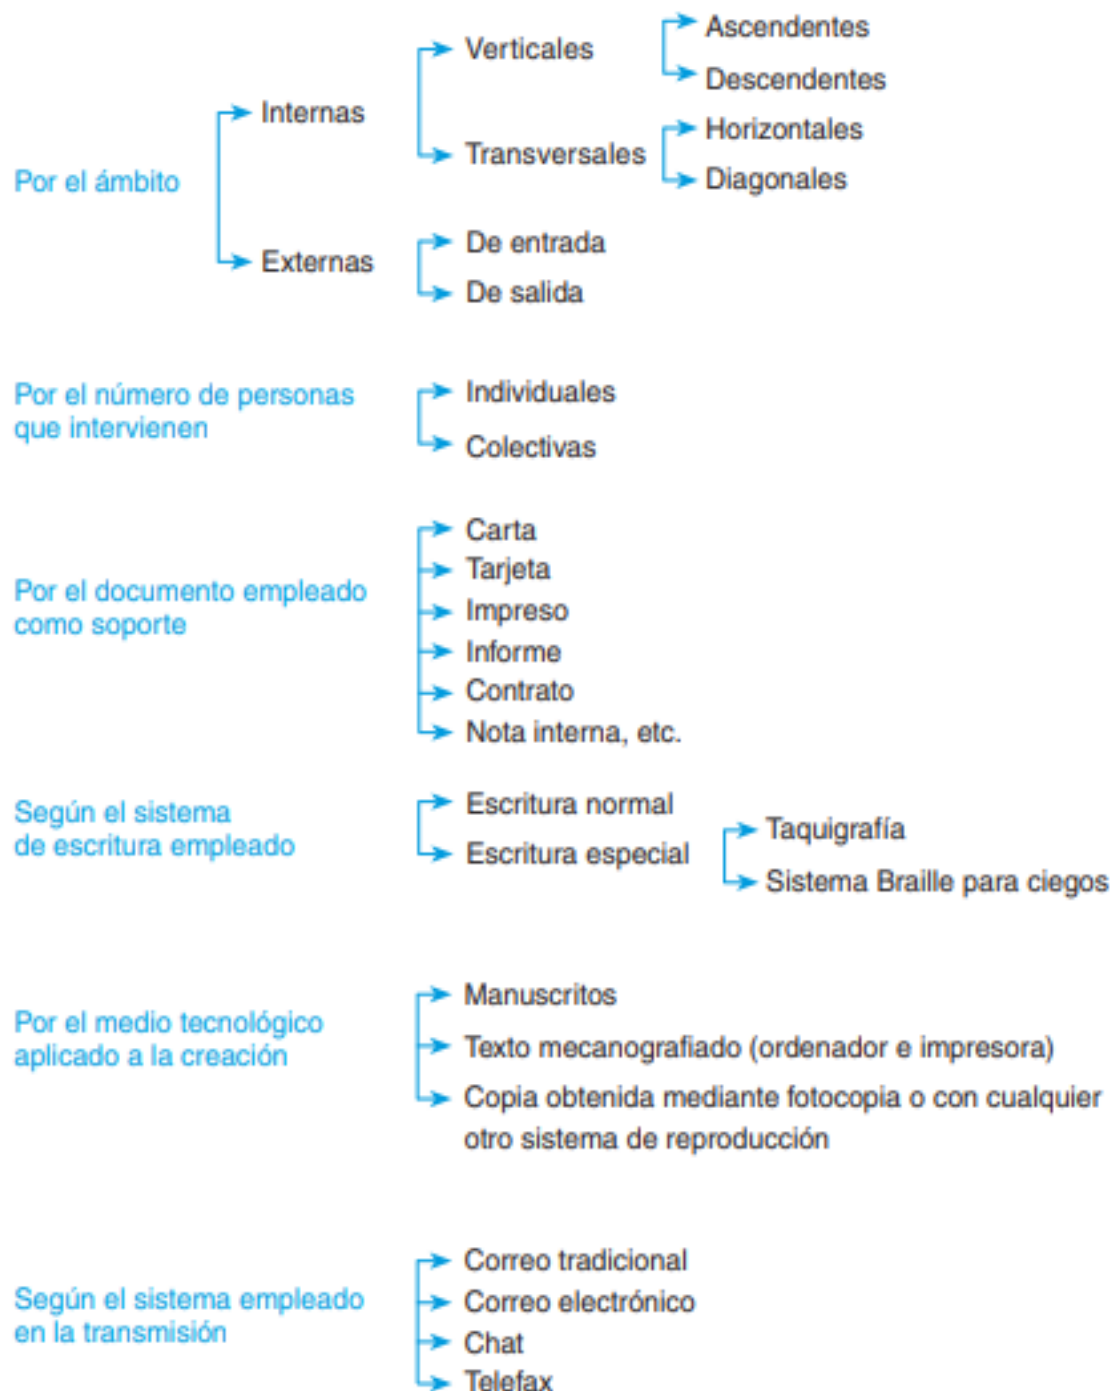 Por el ámbito
Internas
Verticales
Ascendentes
Descendentes
Transversales
Horizontales
Diagonales
Externas
De entrada
De salida
Por el número de personas
que intervienen
Individuales
Colectivas
Por el documento empleado
como soporte
Carta
Tarjeta
Impreso
Informe
Contrato
Nota interna, etc.
Según el sistema
de escritura empleado
Escritura normal
Escritura especial
Taquigrafía
Sistema Braille para ciegos
Por el medio tecnológico
aplicado a la creación
Manuscritos
Texto mecanografiado (ordenador e impresora)
Copia obtenida mediante fotocopia o con cualquier
otro sistema de reproducción
Según el sistema empleado
en la transmisión
Correo tradicional
Correo electrónico
Chat
Telefax